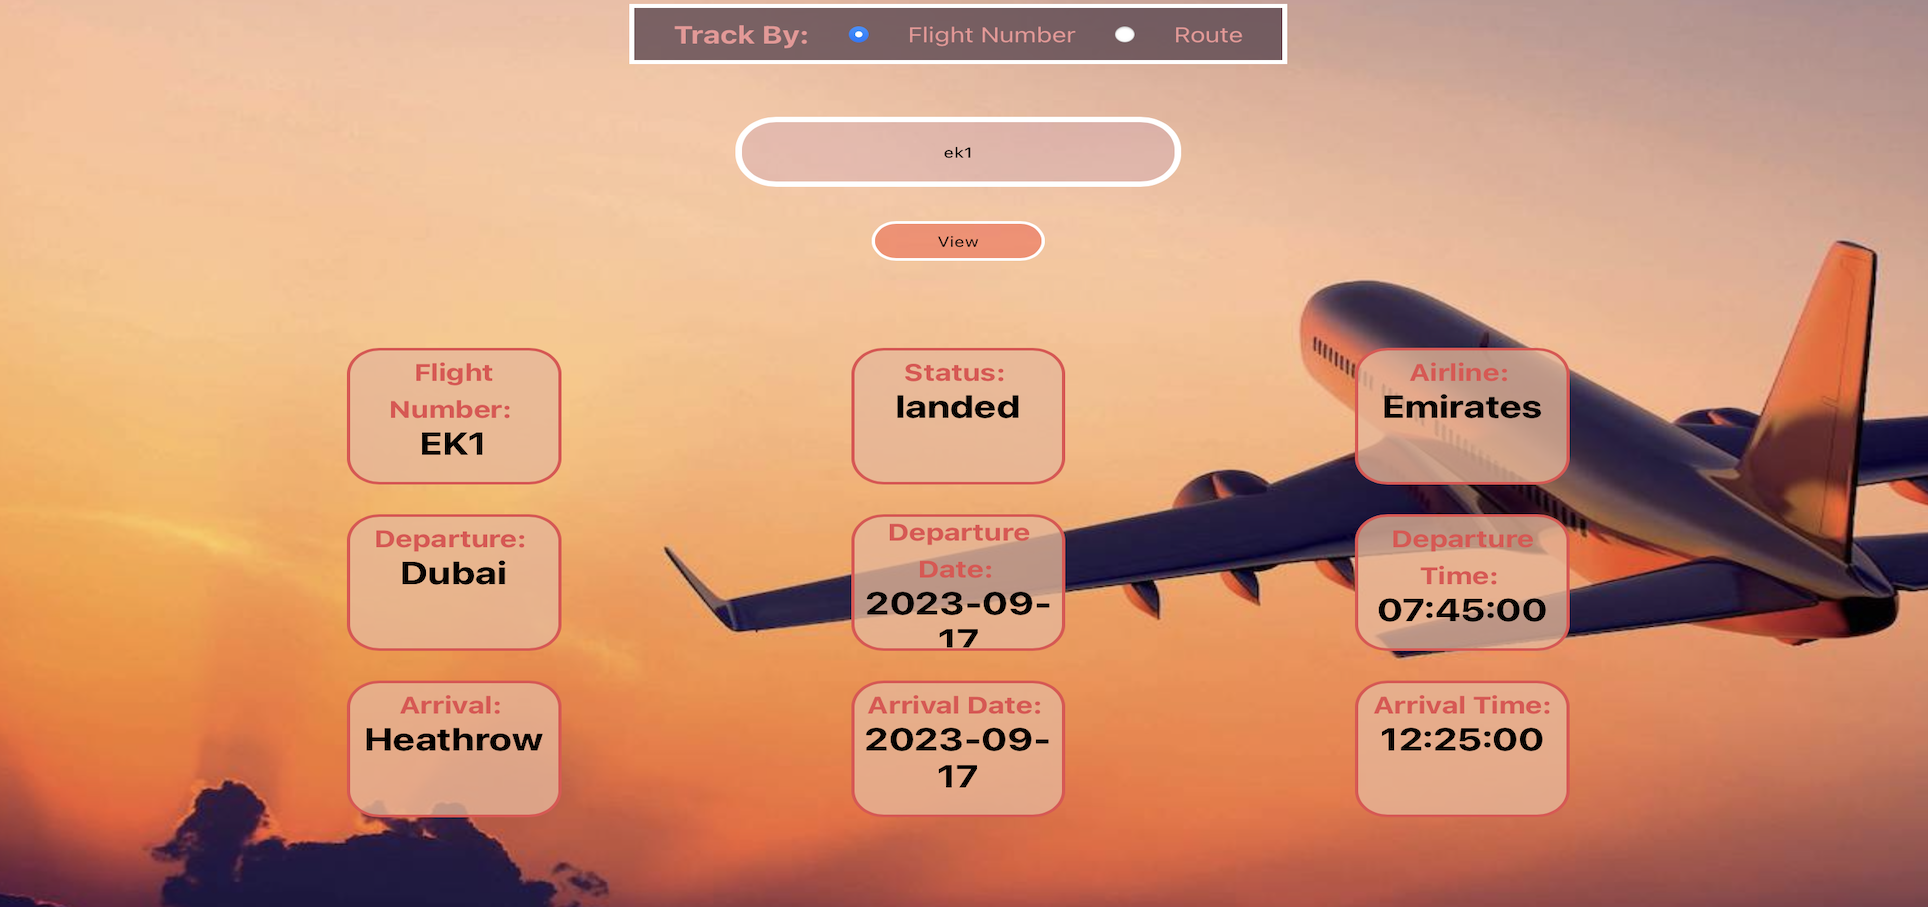 Track By: Flight Number Route
ek1
View
Flight
Number:
EK1
Status:
landed
Airline:
Emirates
Departure:
Dubai
Departure
Date:
2023-09-
17
Departure
Time:
07:45:00
Arrival:
Heathrow
Arrival Date:
2023-09-
17
Arrival Time:
12:25:00